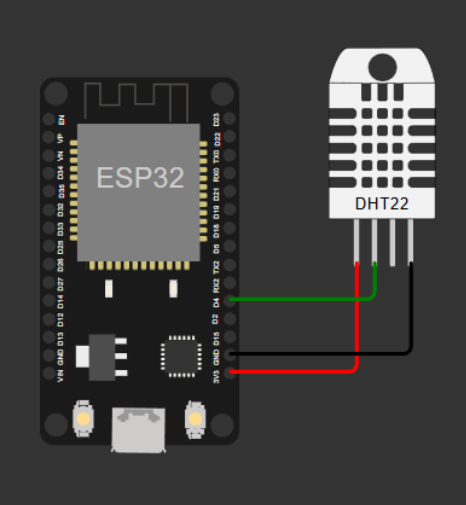 EN
VP
VN
D34
D35
D32
D33
D25
D26
D27
D14
D12
D13
GND
VIN
ESP32
D23
D22
TX0
RX0
D21
D19
D18
D5
TX2
RX2
D4
D2
D15
GND
3V3
DHT22